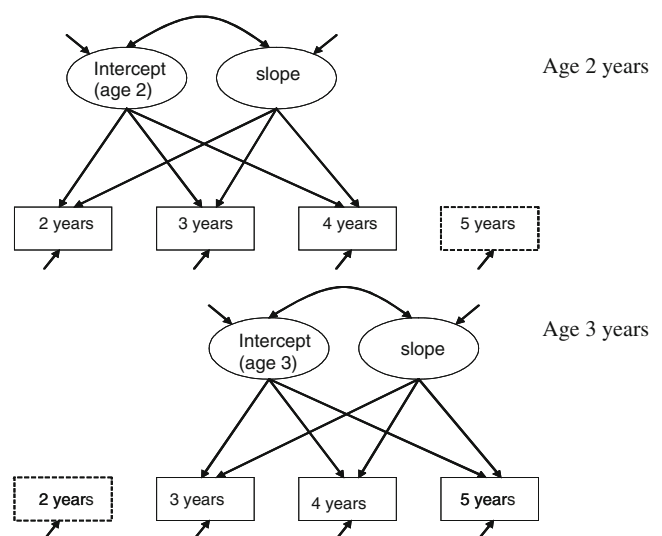 Intercept
(age 2)
slope
Age 2 years
2 years
3 years
4 years
5 years
Intercept
(age 3)
slope
Age 3 years
2 years
3 years
4 years
5 years